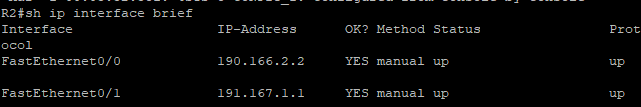 R2#sh ip interface brief
Interface                  IP-Address      OK? Method Status                Prot
ocol
FastEthernet0/0            190.166.2.2     YES manual up                    up
FastEthernet0/1            191.167.1.1     YES manual up                    up